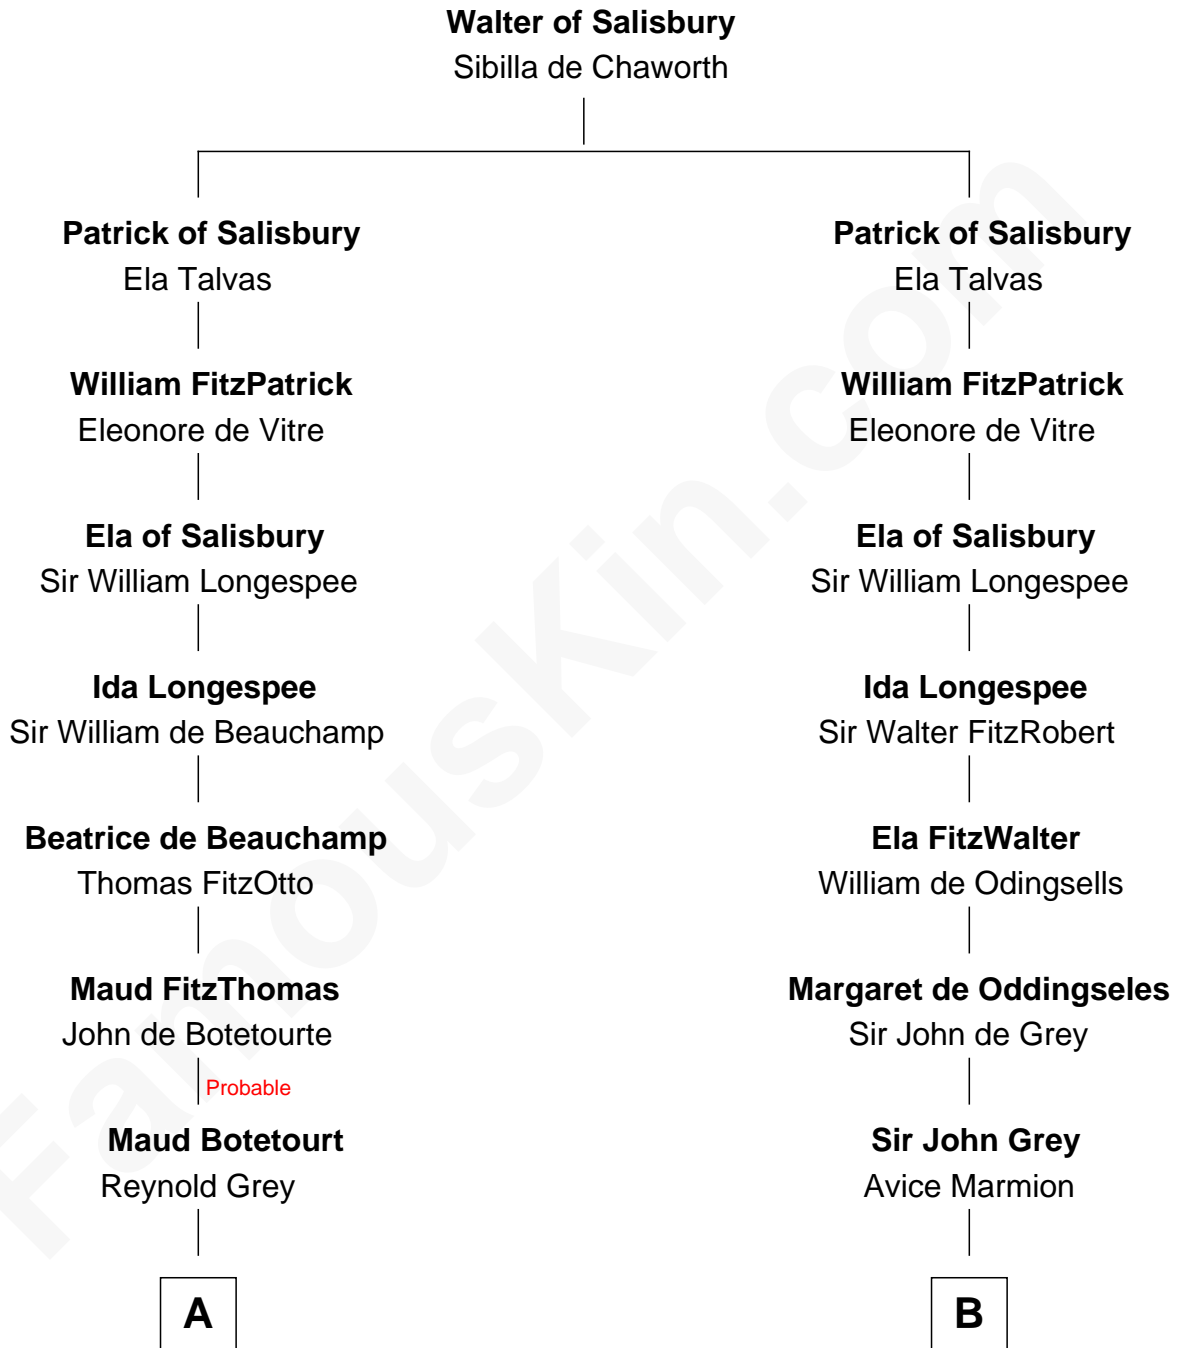 Walter of Salisbury
Sibilla de Chaworth
Patrick of Salisbury
Ela Talvas
Patrick of Salisbury
Ela Talvas
William FitzPatrick
Eleonore de Vitre
William FitzPatrick
Eleonore de Vitre
Ela of Salisbury
Sir William Longespee
Ela of Salisbury
Sir William Longespee
Ida Longespee
Sir William de Beauchamp
Ida Longespee
Sir Walter FitzRobert
Beatrice de Beauchamp
Thomas FitzOtto
Ela FitzWalter
William de Odingsells
Maud FitzThomas
John de Botetourte
Margaret de Oddingseles
Sir John de Grey
Probable
Maud Botetourt
Reynold Grey
Sir John Grey
Avice Marmion
A
B
FamousKin.com